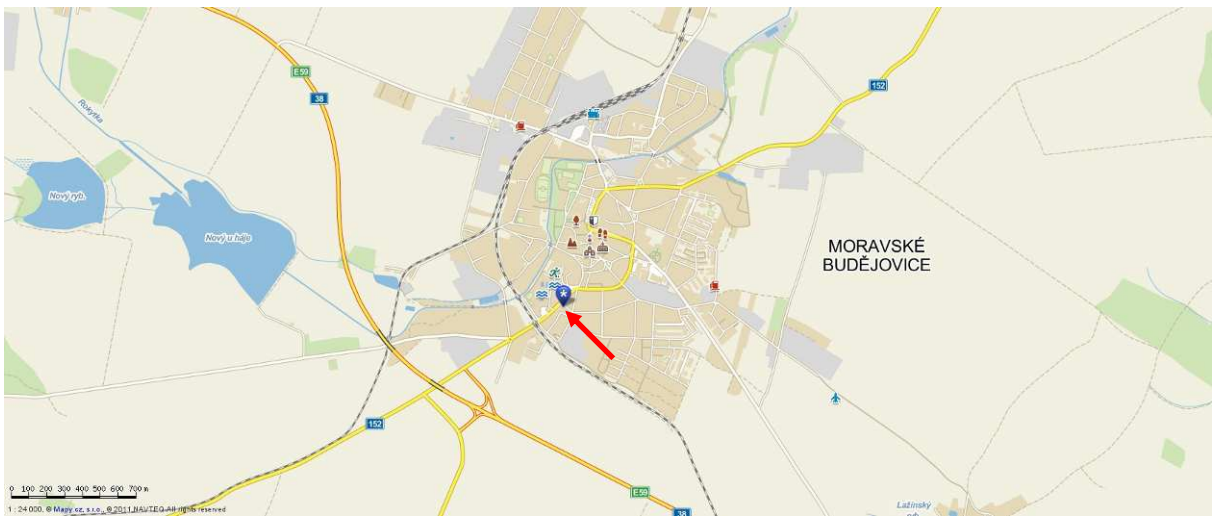 E59
38
152
Rokytka
Nový ryb.
Nový u háje
MORAVSKÉ
BUDĚJOVICE
152
E59
38
Lažínský
0 100 200 300 400 500 600 700 m
1 : 24 000, © Mapy.cz, s.r.o., © 2011 NAVTEQ All rights reserved